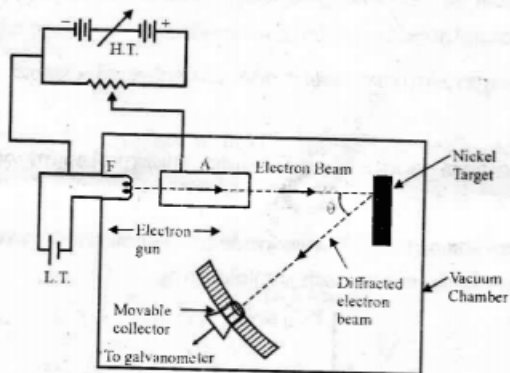 − +
H.T.
F
A
Electron Beam
Nickel
Target
θ
Electron
gun
L.T.
Diffracted
electron
beam
Vacuum
Chamber
Movable
collector
To galvanometer